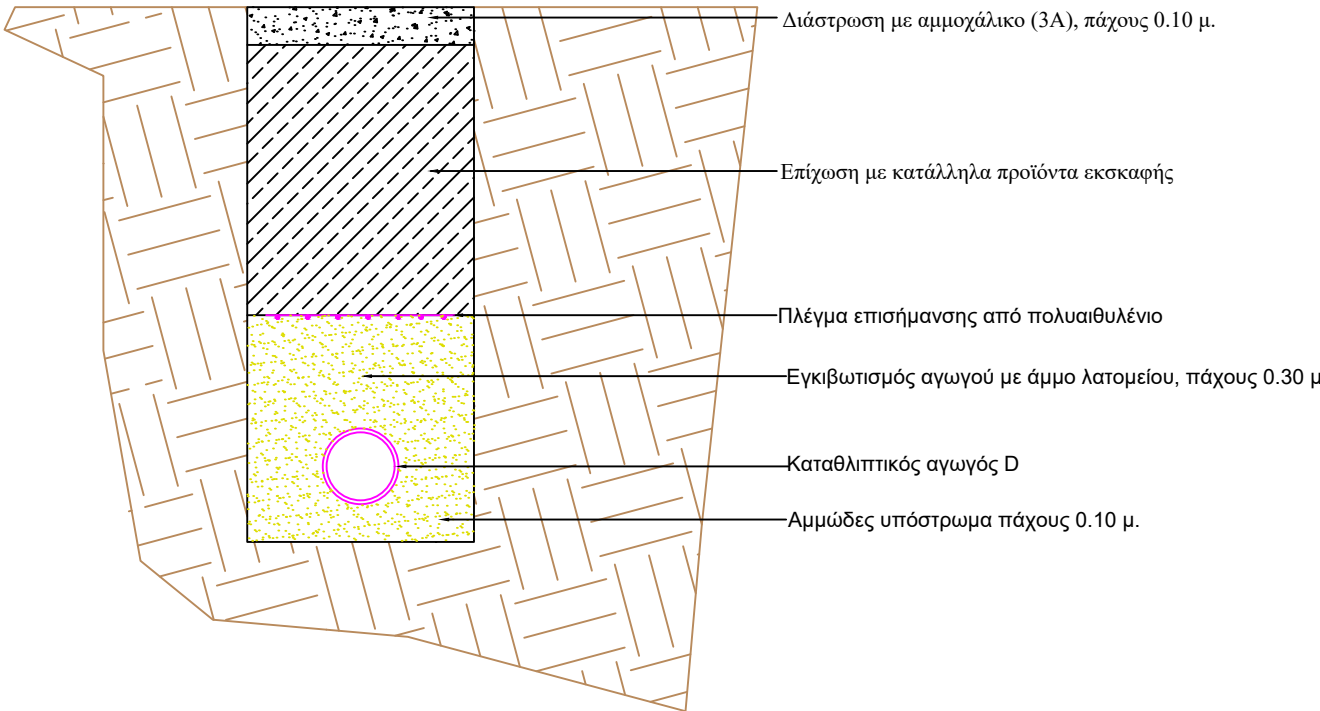 Διάστρωση με αμμοχάλικο (3Α), πάχους 0.10 μ.
Επίχωση με κατάλληλα προϊόντα εκσκαφής
Πλέγμα επισήμανσης από πολυαιθυλένιο
Εγκιβωτισμός αγωγού με άμμο λατομείου, πάχους 0.30 μ
Καταθλιπτικός αγωγός D
Αμμώδες υπόστρωμα πάχους 0.10 μ.